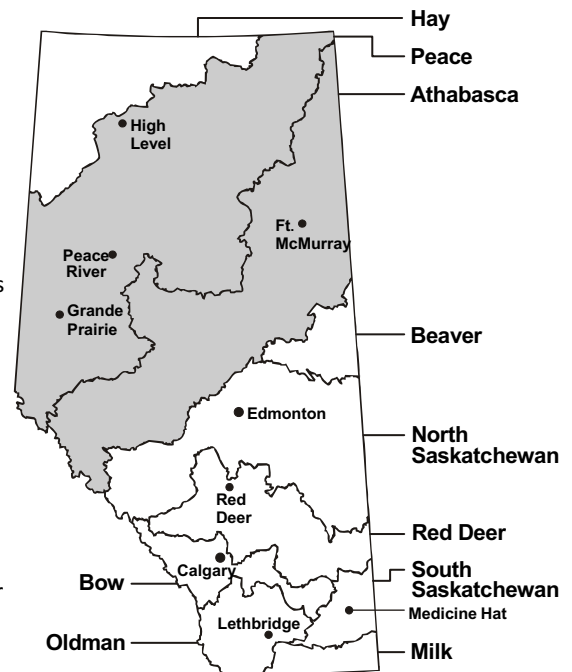 Hay
Peace
Athabasca
High
Level
Ft.
McMurray
Peace
River
s
Grande
Prairie
Beaver
Edmonton
North
Saskatchewan
Red
Deer
Red Deer
Calgary
South
Saskatchewan
Bow
Medicine Hat
Lethbridge
Oldman
Milk